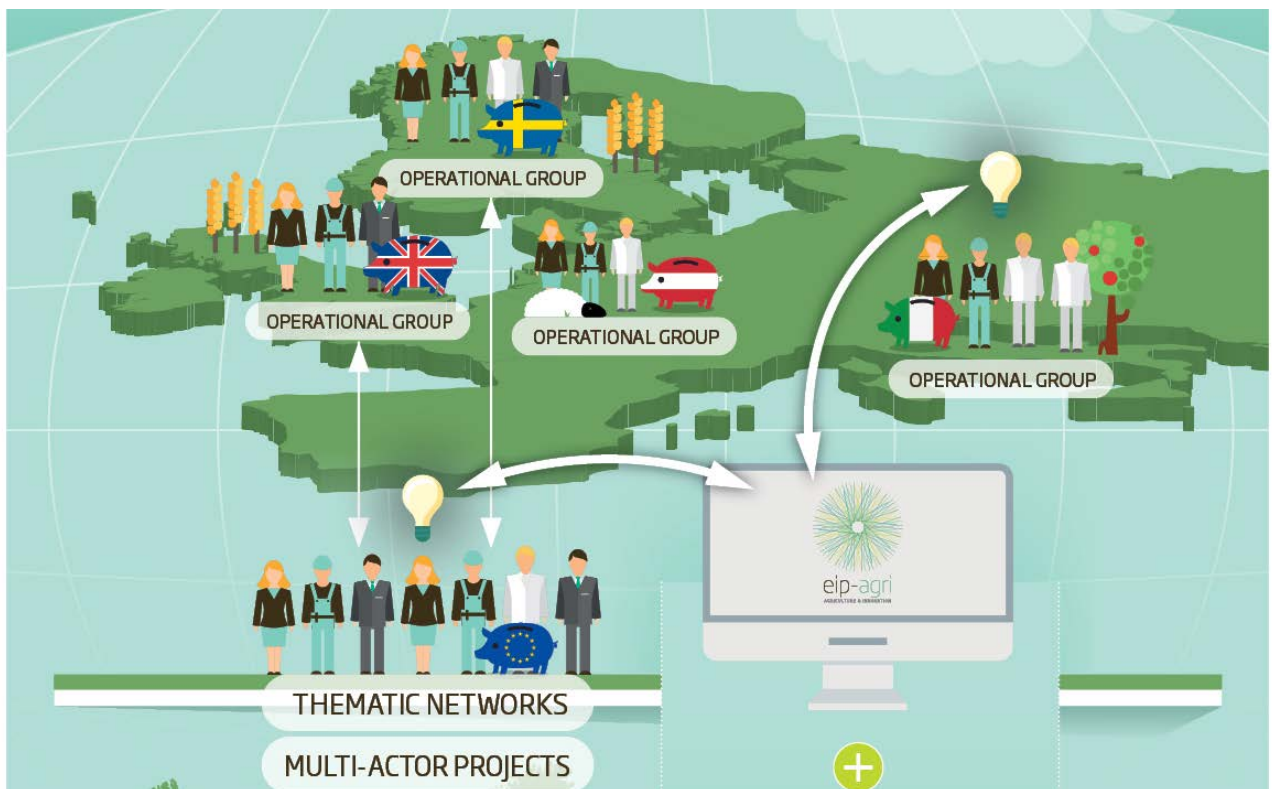 OPERATIONAL GROUP
OPERATIONAL GROUP
OPERATIONAL GROUP
OPERATIONAL GROUP
eip-agri
AGRICULTURE & INNOVATION
THEMATIC NETWORKS
MULTI-ACTOR PROJECTS